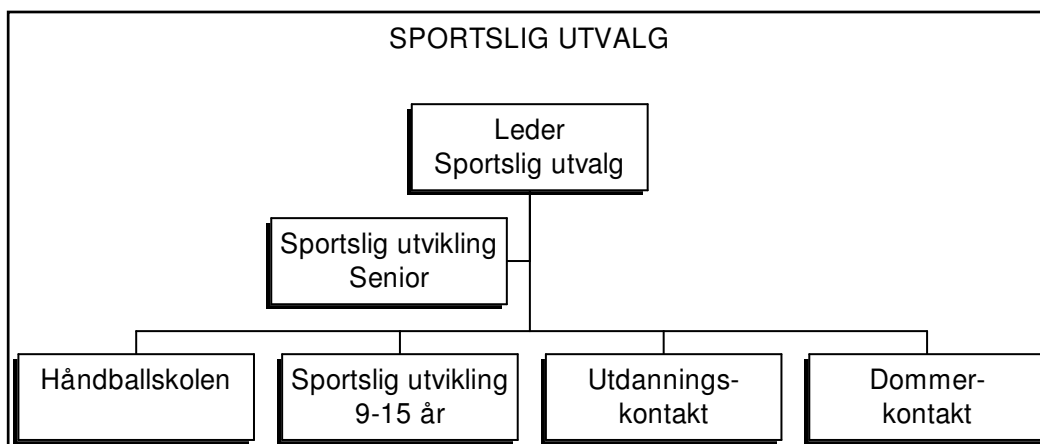 SPORTSLIG UTVALG
Leder
Sportslig utvalg
Sportslig utvikling
Senior
Håndballskolen
Sportslig utvikling
9-15 år
Utdannings-
kontakt
Dommer-
kontakt